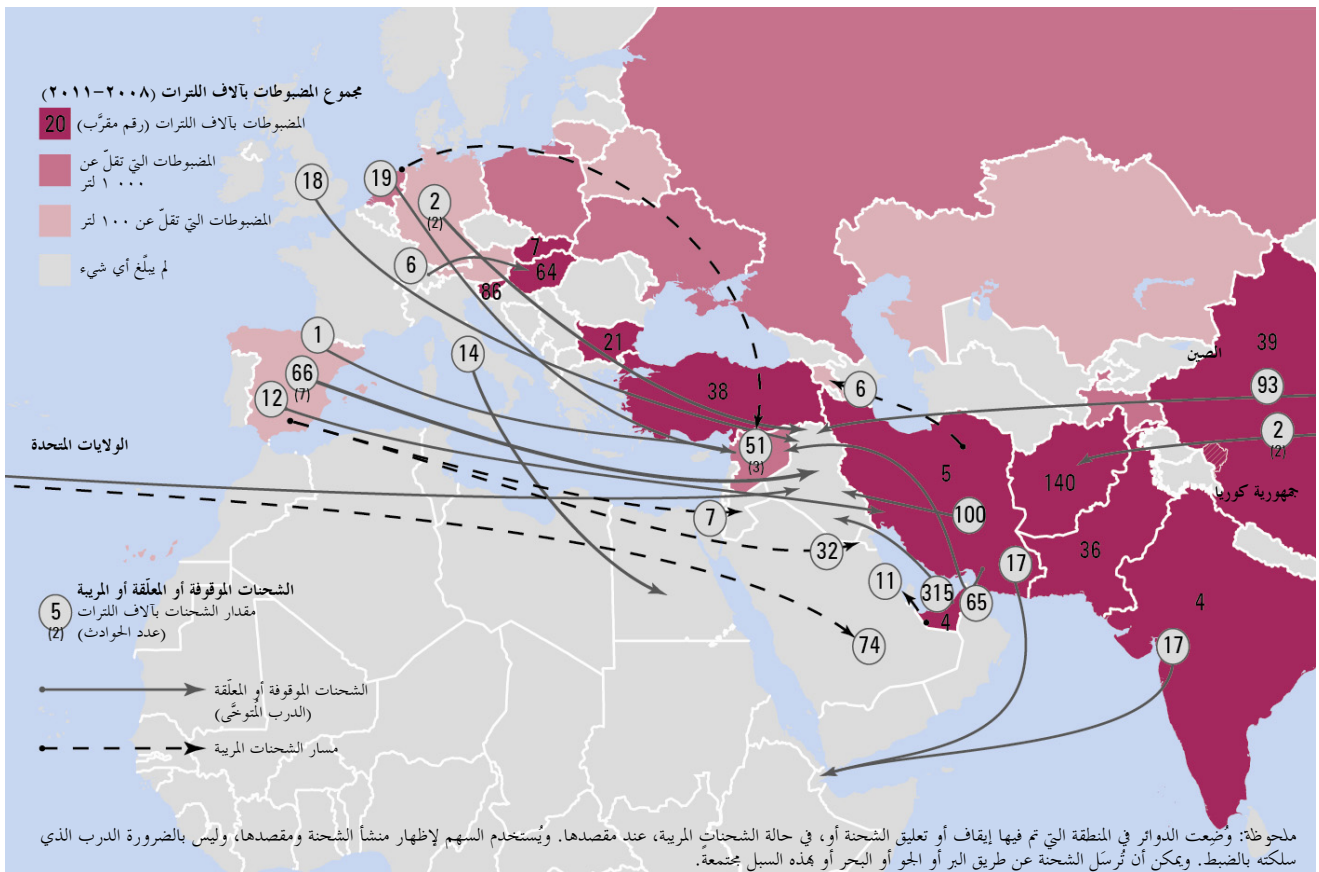 مجموع المضبوطات بآلاف اللترات (٢٠٠٨-٢٠١١)
20 المضبوطات بآلاف اللترات (رقم مقرَّب)
المضبوطات التي تقلّ عن
١ ٠٠٠ لتر
المضبوطات التي تقلّ عن ١٠٠ لتر
لم يبلَّغ أي شيء
18
19
2
(2)
6
7
64
86
21
1
14
66
(7)
12
38
51
(3)
6
الصين
39
93
2
(2)
جمهورية كوريا
الولايات المتحدة
5
140
100
7
32
36
17
11
315
65
4
4
74
17
الشحنات الموقوفة أو المعلّقة أو المريبة
5 مقدار الشحنات بآلاف اللترات
(2) (عدد الحوادث)
الشحنات الموقوفة أو المعلّقة
(الدرب المُتوخَّى)
مسار الشحنات المريبة
ملحوظة: وُضِعت الدوائر في المنطقة التي تم فيها إيقاف أو تعليق الشحنة أو، في حالة الشحنات المريبة، عند مقصدها. ويُستخدم السهم لإظهار منشأ الشحنة ومقصدها، وليس بالضرورة الدرب الذي
سلكته بالضبط. ويمكن أن تُرسَل الشحنة عن طريق البر أو الجو أو البحر أو بهذه السبل مجتمعةً.